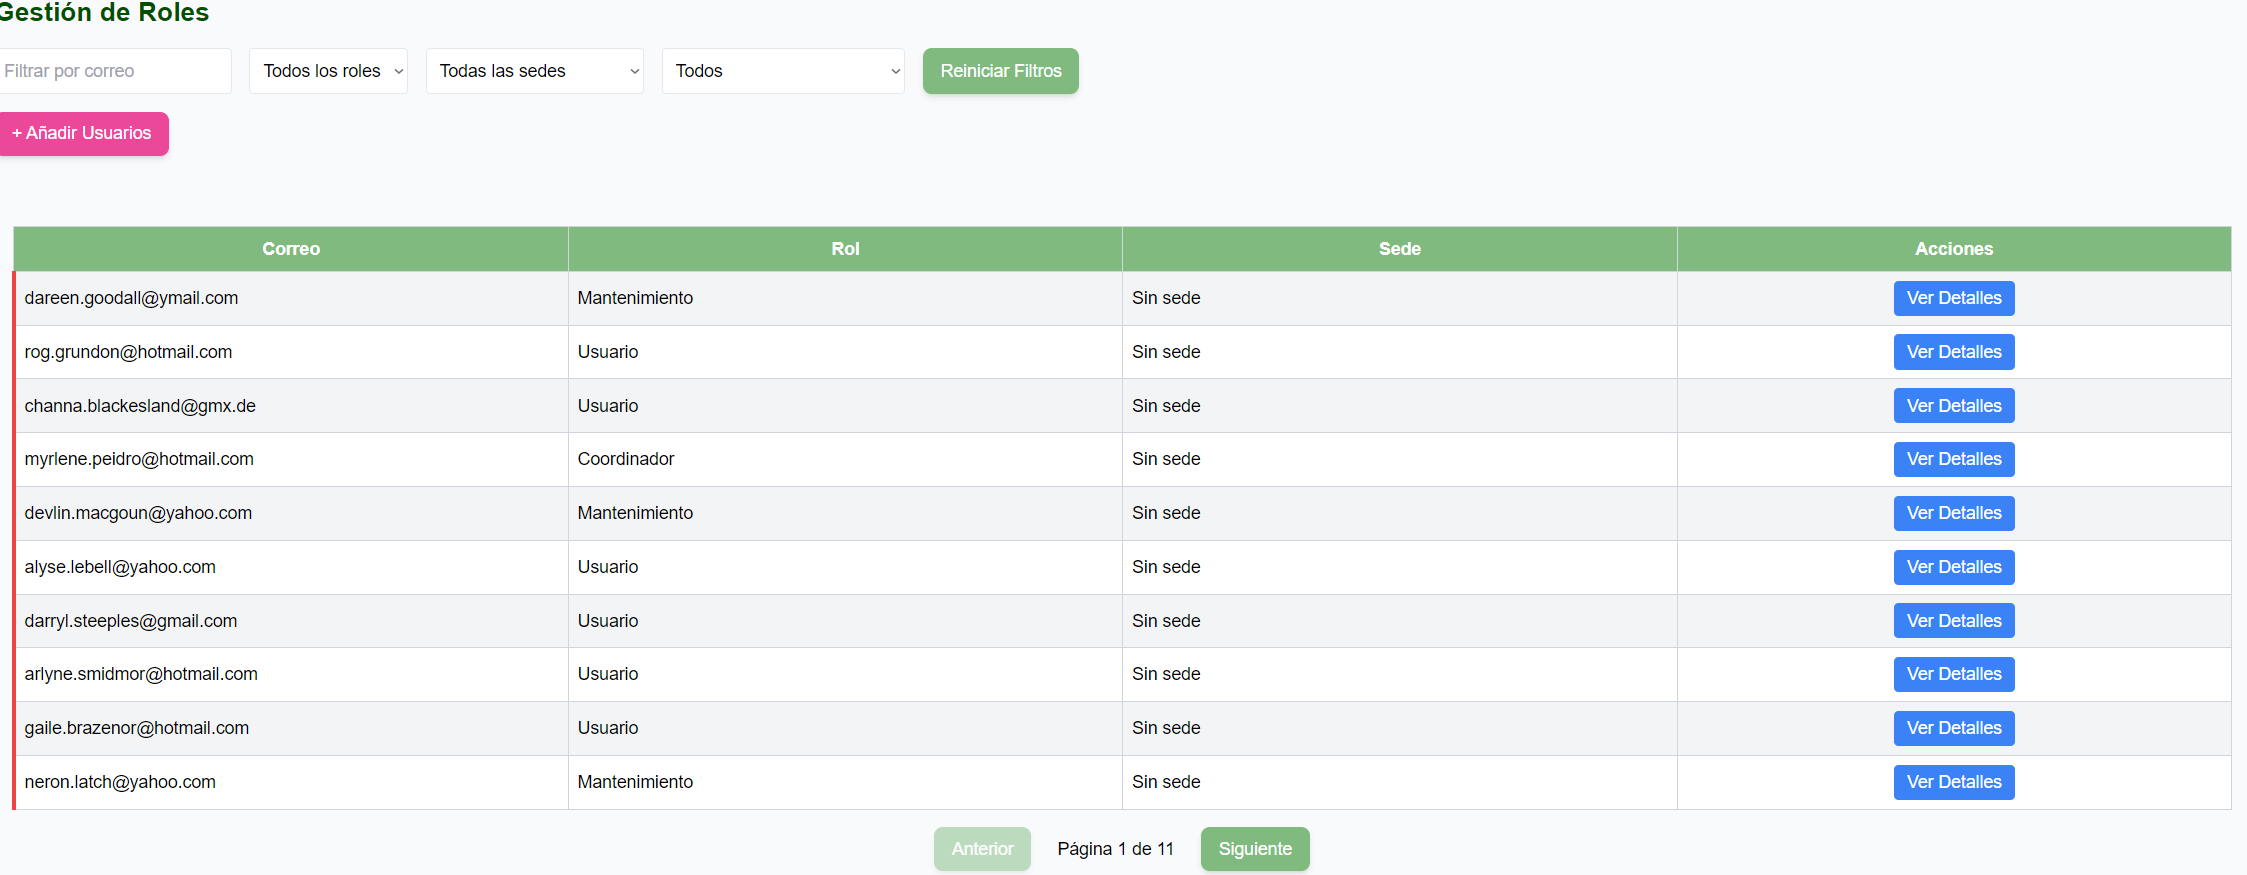 Gestión de Roles
Filtrar por correo Todos los roles Todas las sedes Todos Reiniciar Filtros
+ Añadir Usuarios
Correo Rol Sede Acciones
dareen.goodall@ymail.com Mantenimiento Sin sede Ver Detalles
rog.grundon@hotmail.com Usuario Sin sede Ver Detalles
channa.blackesland@gmx.de Usuario Sin sede Ver Detalles
myrlene.peidro@hotmail.com Coordinador Sin sede Ver Detalles
devlin.macgoun@yahoo.com Mantenimiento Sin sede Ver Detalles
alyse.lebell@yahoo.com Usuario Sin sede Ver Detalles
darryl.steeples@gmail.com Usuario Sin sede Ver Detalles
arlyne.smidmor@hotmail.com Usuario Sin sede Ver Detalles
gaile.brazenor@hotmail.com Usuario Sin sede Ver Detalles
neron.latch@yahoo.com Mantenimiento Sin sede Ver Detalles
Anterior Página 1 de 11 Siguiente